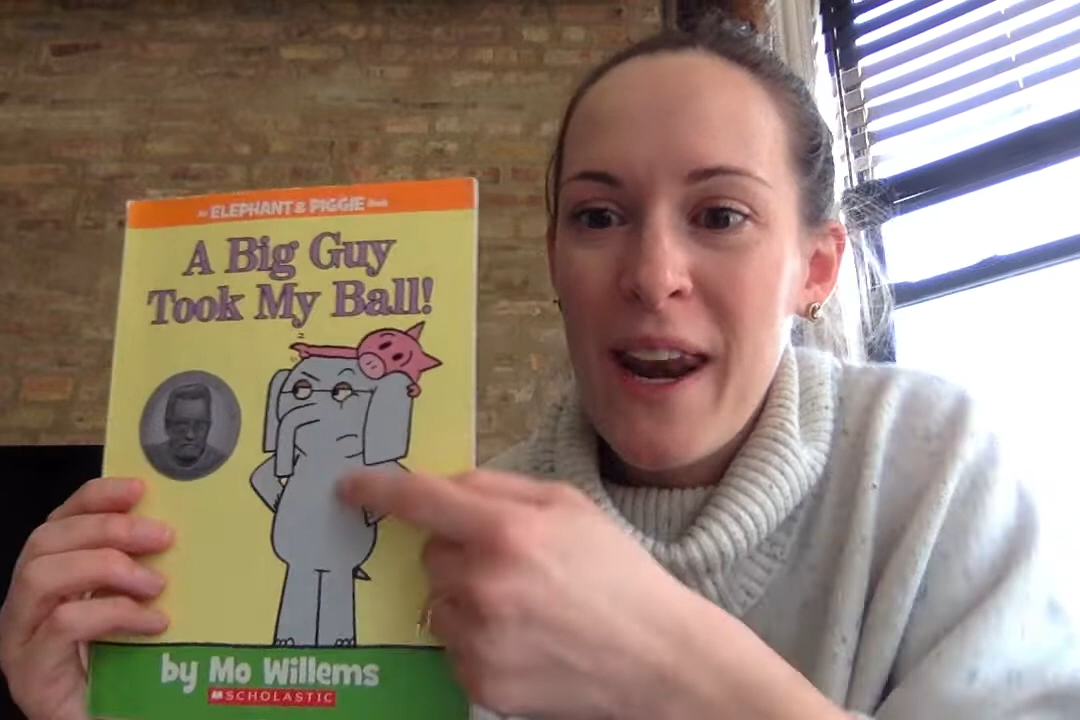 An ELEPHANT & PIGGIE Book
A Big Guy
Took My Ball!
by Mo Willems
SCHOLASTIC